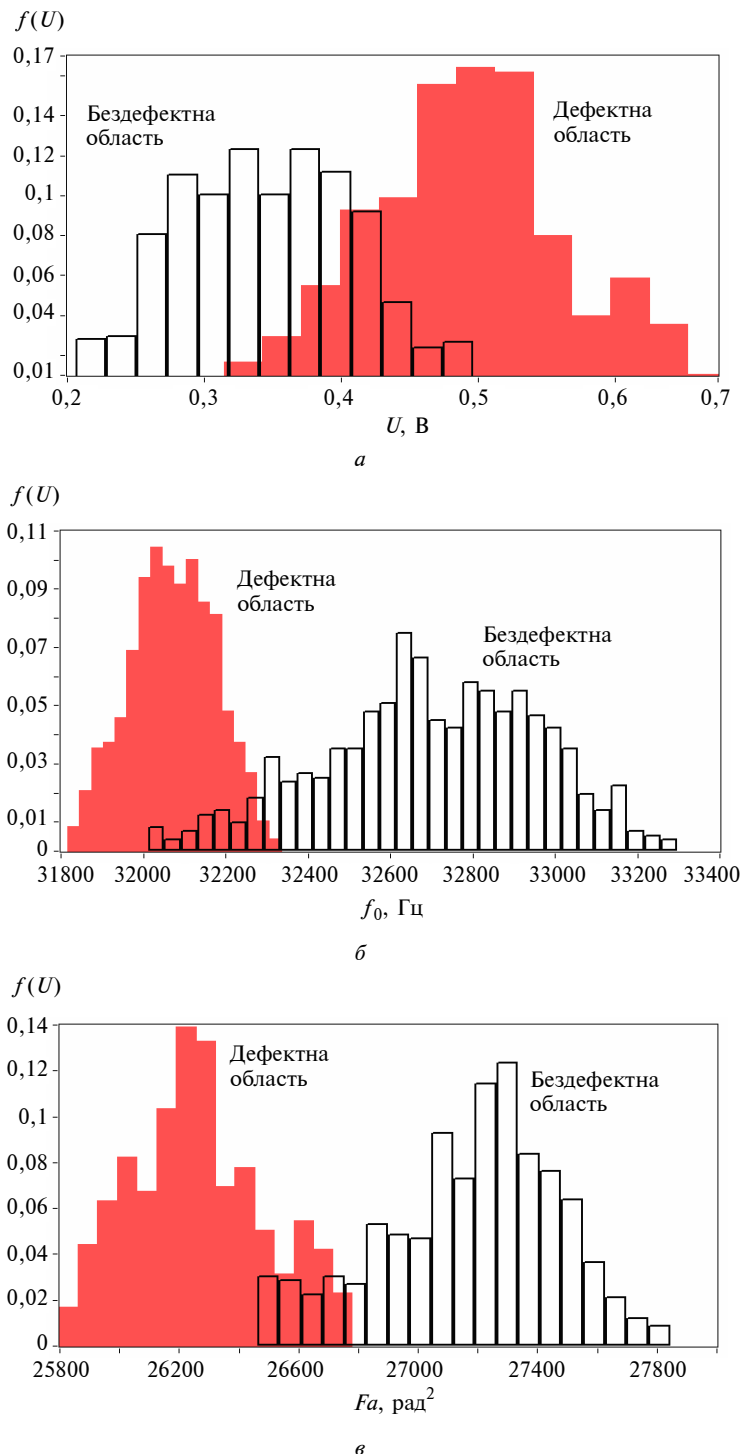 f(U)
0,17
0,14
0,12
0,1
0,08
0,06
0,04
0,01
Бездефектна
область
Дефектна
область
0,2 0,3 0,4 0,5 0,6 0,7
U, В
а
f(U)
0,11
0,09
0,07
0,05
0,03
0,01
0
Дефектна
область
Бездефектна
область
31800 32000 32200 32400 32600 32800 33000 33200 33400
f₀, Гц
б
f(U)
0,14
0,12
0,1
0,08
0,06
0,04
0,02
0
Дефектна
область
Бездефектна
область
25800 26200 26600 27000 27400 27800
Fa, рад²
в